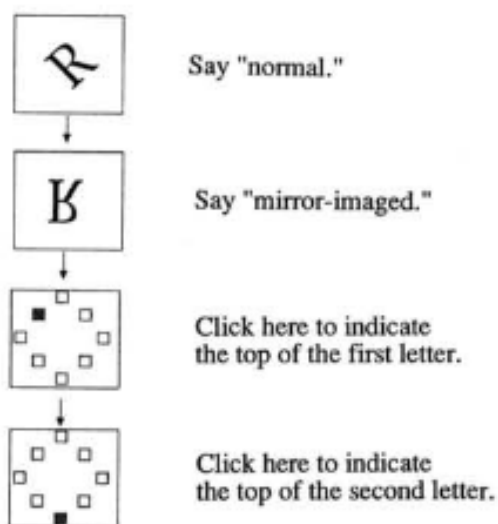 R
Say "normal."
R
Say "mirror-imaged."
Click here to indicate
the top of the first letter.
Click here to indicate
the top of the second letter.